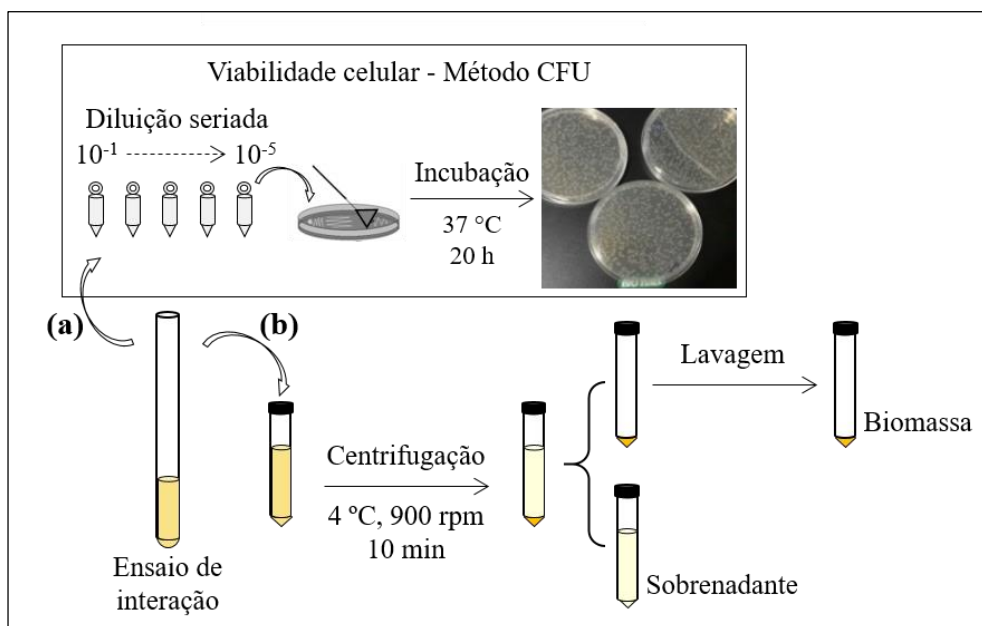 Viabilidade celular - Método CFU
Diluição seriada
10-1 10-5
Incubação
37 °C
20 h
(a)
(b)
Lavagem
Biomassa
Centrifugação
4 ºC, 900 rpm
10 min
Ensaio de
interação
Sobrenadante